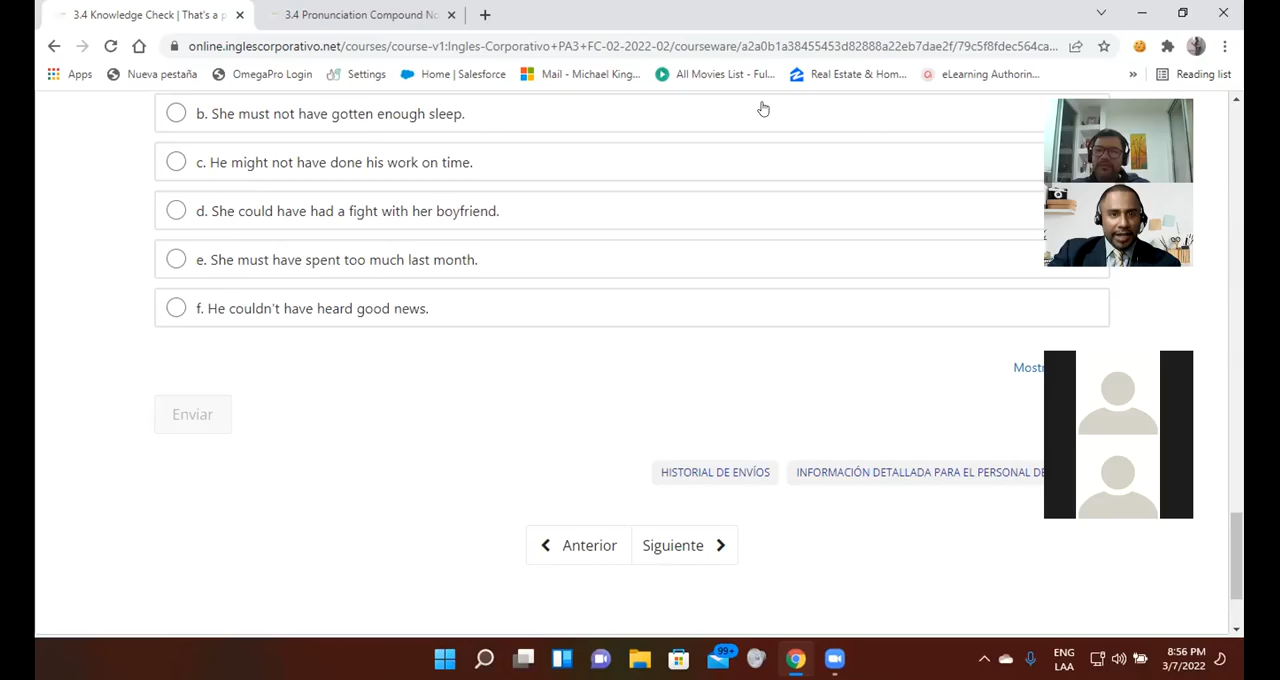 3.4 Knowledge Check | That's a p
3.4 Pronunciation Compound No
online.inglescorporativo.net/courses/course-v1:Ingles-Corporativo+PA3+FC-02-2022-02/courseware/a2a0b1a38455453d82888a22eb7dae2f/79c5f8fdec564ca...
Apps
Nueva pestaña
OmegaPro Login
Settings
Home | Salesforce
Mail - Michael King...
All Movies List - Ful...
Real Estate & Hom...
eLearning Authorin...
»
Reading list
b. She must not have gotten enough sleep.
c. He might not have done his work on time.
d. She could have had a fight with her boyfriend.
e. She must have spent too much last month.
f. He couldn't have heard good news.
Mostr
Enviar
HISTORIAL DE ENVÍOS
INFORMACIÓN DETALLADA PARA EL PERSONAL DE
Anterior
Siguiente
99+
ENG
LAA
8:56 PM
3/7/2022